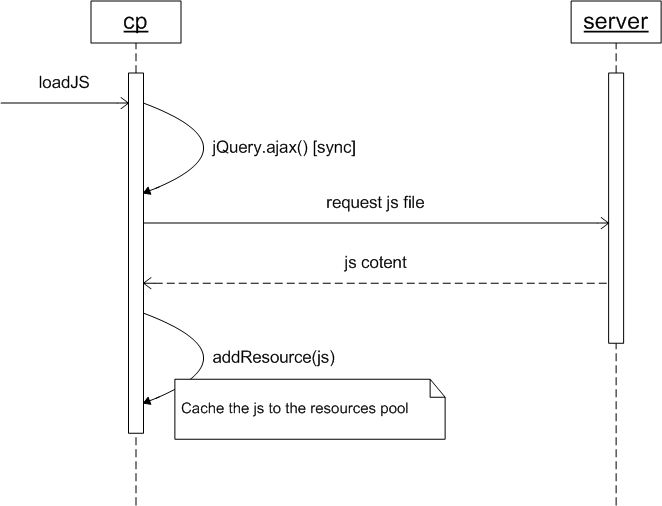 cp
server
loadJS
jQuery.ajax() [sync]
request js file
js cotent
addResource(js)
Cache the js to the resources pool